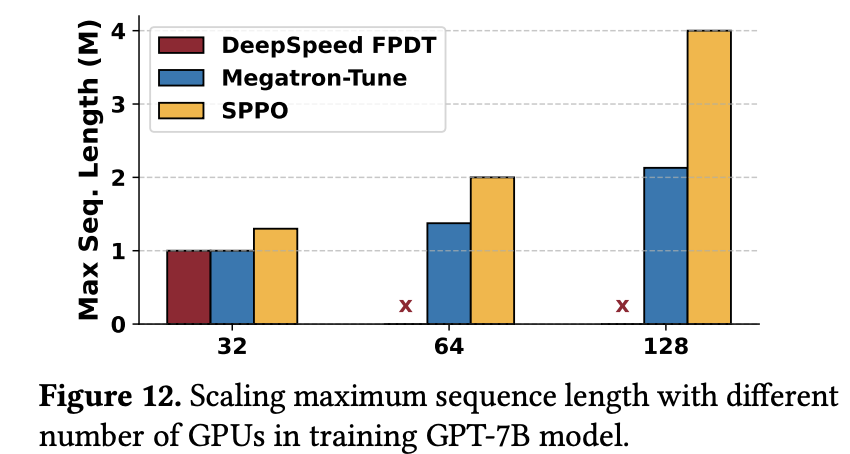 Max Seq. Length (M)
4
3
2
1
0
DeepSpeed FPDT
Megatron-Tune
SPPO
x
x
32
64
128
Figure 12. Scaling maximum sequence length with different
number of GPUs in training GPT-7B model.